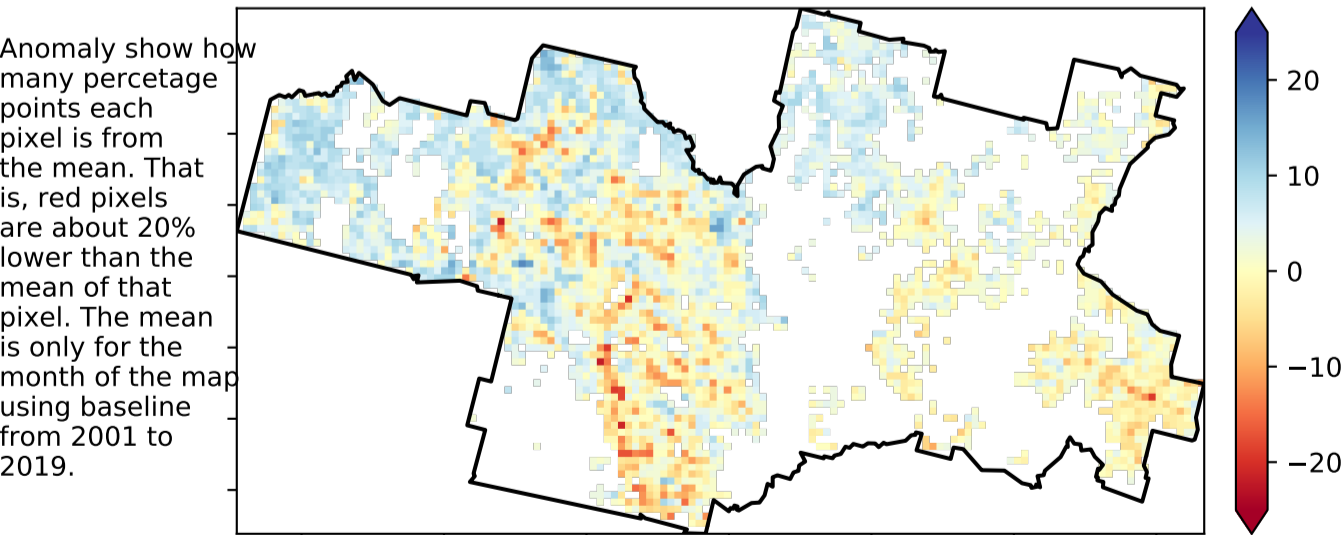 Anomaly show how
many percetage
points each
pixel is from
the mean. That
is, red pixels
are about 20%
lower than the
mean of that
pixel. The mean
is only for the
month of the map
using baseline
from 2001 to
2019.
20
10
0
−10
−20